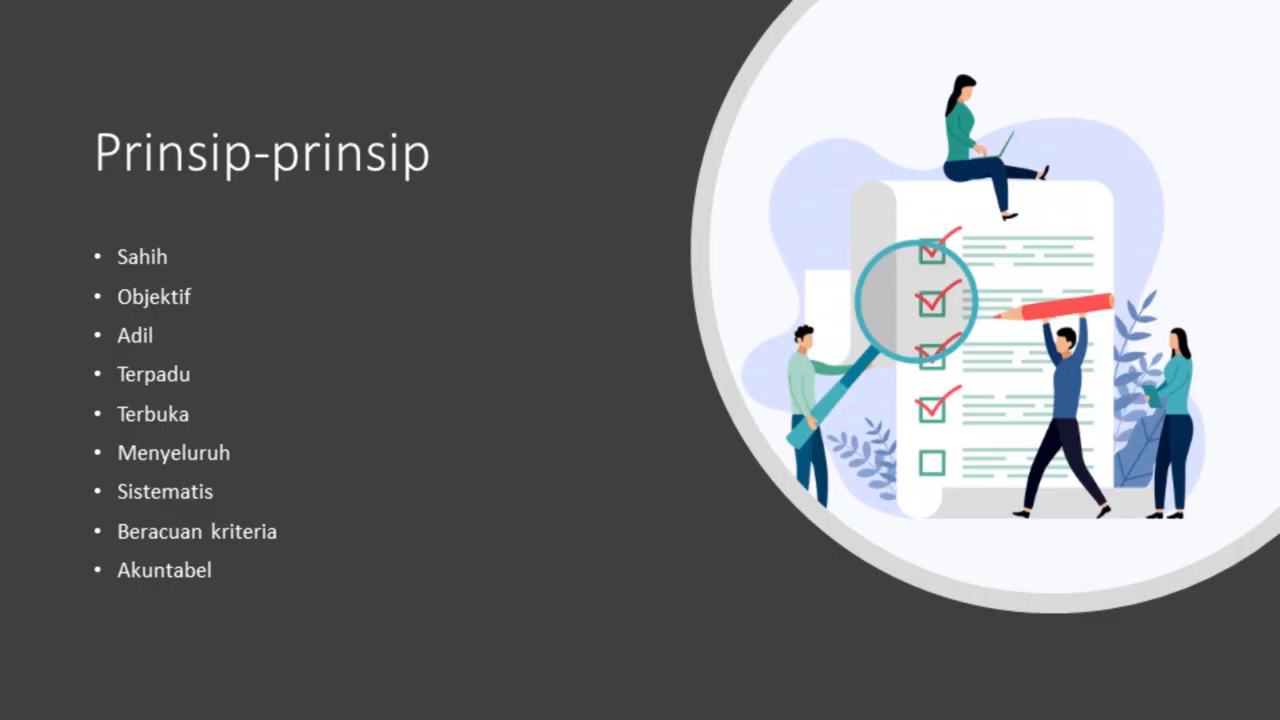 Prinsip-prinsip
• Sahih
• Objektif
• Adil
• Terpadu
• Terbuka
• Menyeluruh
• Sistematis
• Beracuan kriteria
• Akuntabel